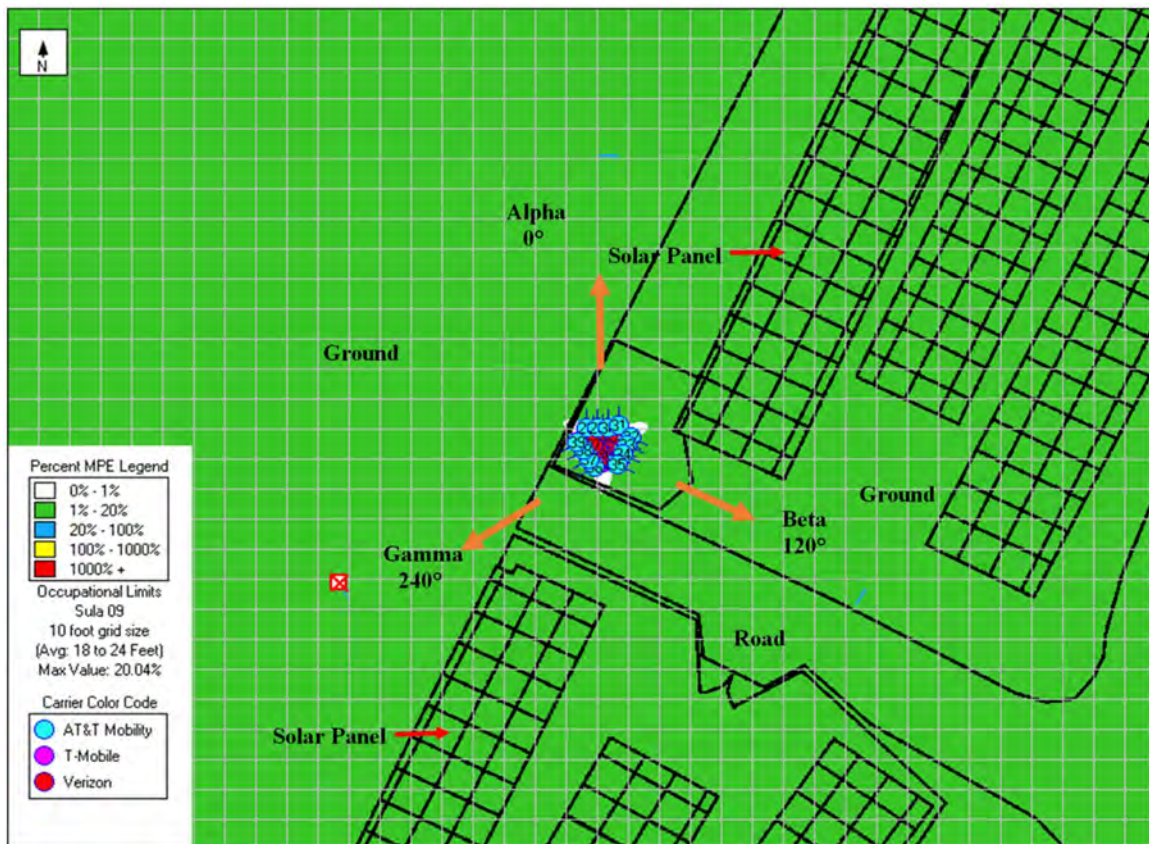 N
Alpha
0°
Solar Panel
Ground
Ground
Beta
120°
Gamma
240°
Road
Solar Panel
Percent MPE Legend
0% - 1%
1% - 20%
20% - 100%
100% - 1000%
1000% +
Occupational Limits
Sula 09
10 foot grid size
(Avg: 18 to 24 Feet)
Max Value: 20.04%
Carrier Color Code
AT&T Mobility
T-Mobile
Verizon